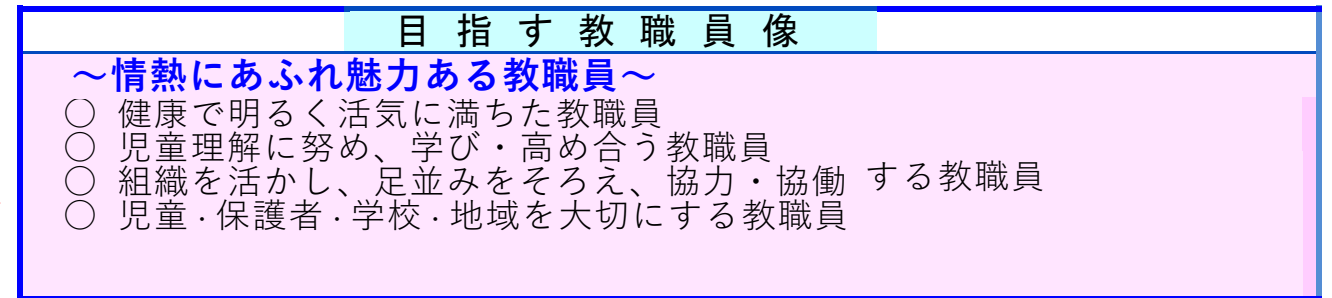 目指す教職員像
～情熱にあふれ魅力ある教職員～
○ 健康で明るく活気に満ちた教職員
○ 児童理解に努め、学び・高め合う教職員
○ 組織を活かし、足並みをそろえ、協力・協働 する教職員
○ 児童・保護者・学校・地域を大切にする教職員